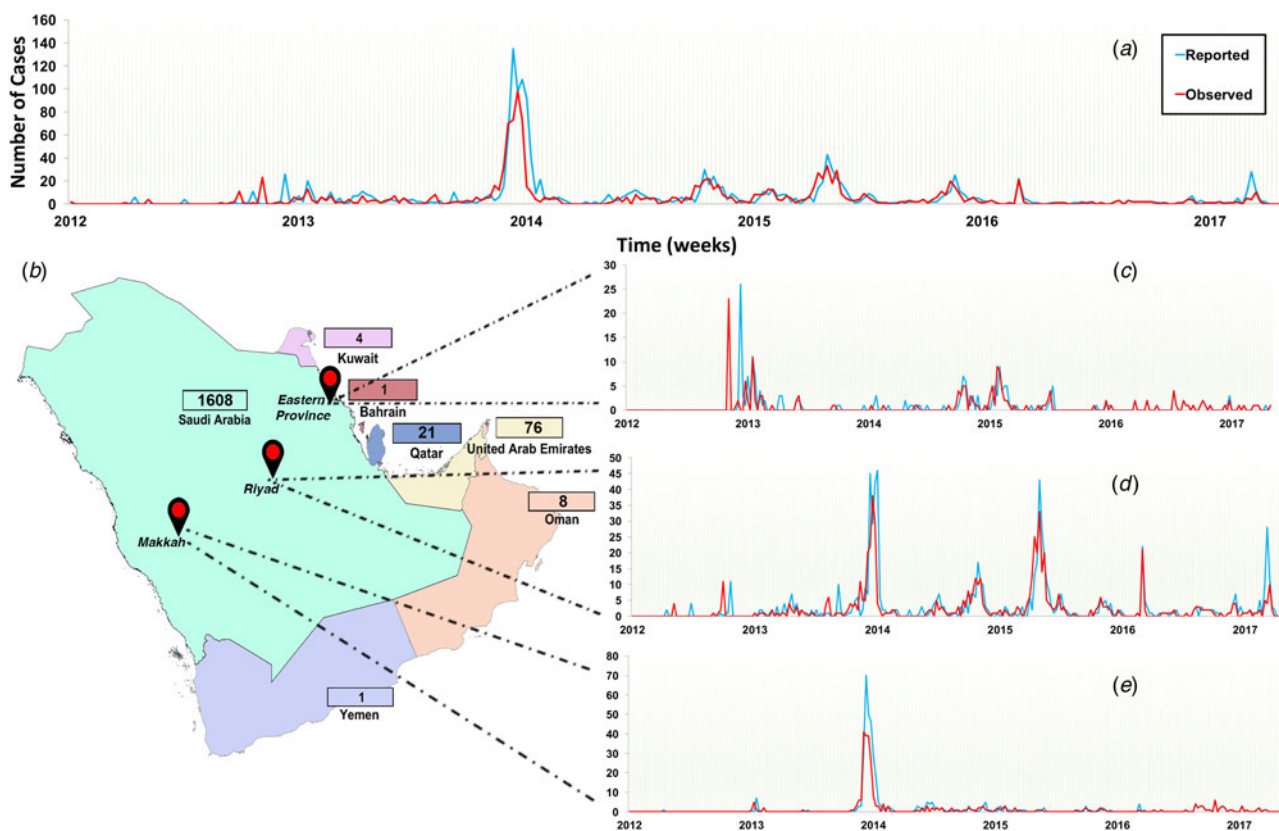 Number of Cases
160
140
120
100
80
60
40
20
0
2012 2013 2014 2015 2016 2017
Time (weeks)
(a)
Reported
Observed
(b)
4
Kuwait
1608
Saudi Arabia
Eastern
Province
1
Bahrain
21
Qatar
76
United Arab Emirates
Riyad
8
Oman
Makkah
1
Yemen
(c)
30
25
20
15
10
5
0
2012 2013 2014 2015 2016 2017
(d)
50
45
40
35
30
25
20
15
10
5
0
2012 2013 2014 2015 2016 2017
(e)
80
70
60
50
40
30
20
10
0
2012 2013 2014 2015 2016 2017